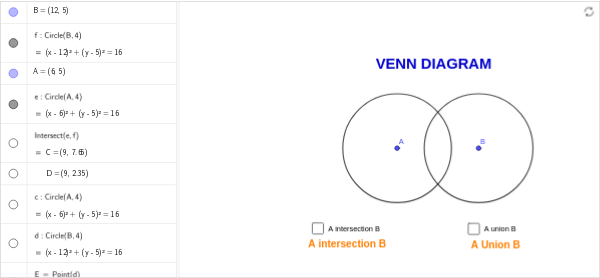 B = (12, 5)
f : Circle(B, 4)
= (x - 12)² + (y - 5)² = 16
A = (6, 5)
e : Circle(A, 4)
= (x - 6)² + (y - 5)² = 16
Intersect(e, f)
= C = (9, 7.65)
D = (9, 2.35)
c : Circle(A, 4)
= (x - 6)² + (y - 5)² = 16
d : Circle(B, 4)
= (x - 12)² + (y - 5)² = 16
E = Point(d)
VENN DIAGRAM
A B
A intersection B A union B
A intersection B A Union B